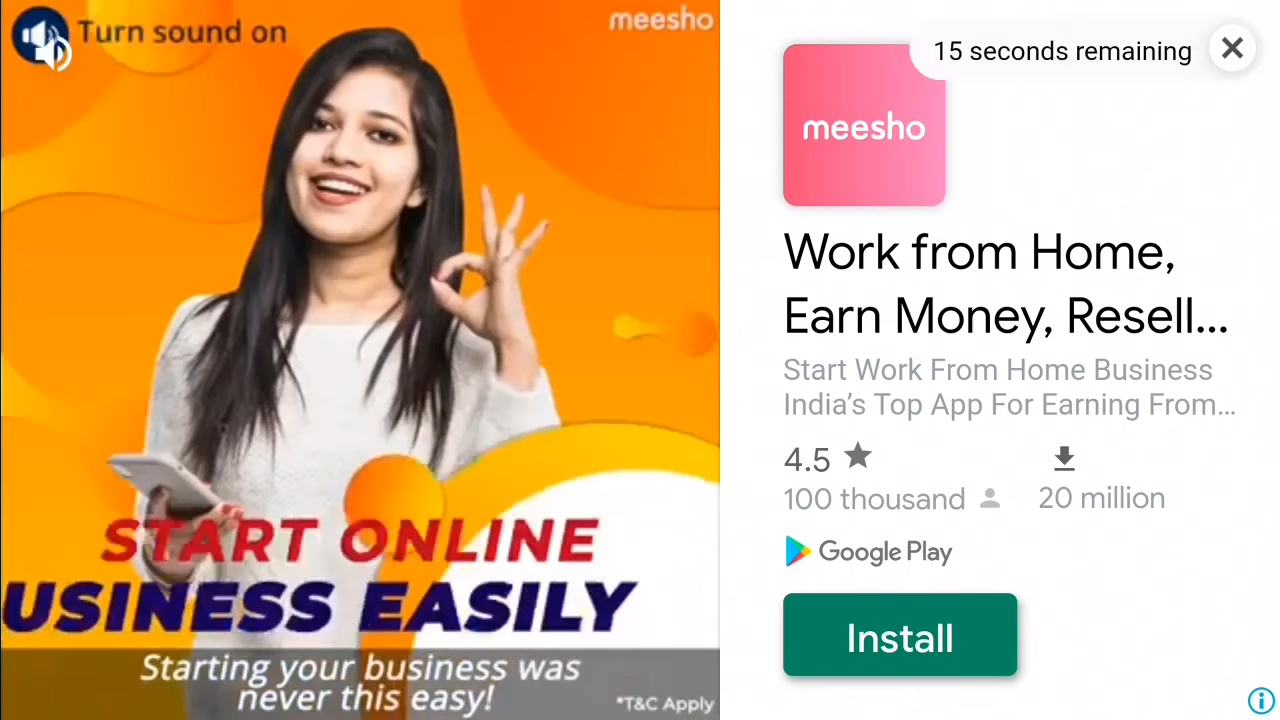 Turn sound on
meesho
START ONLINE
USINESS EASILY
Starting your business was
never this easy!
*T&C Apply
15 seconds remaining
meesho
Work from Home,
Earn Money, Resell...
Start Work From Home Business
India’s Top App For Earning From...
4.5
100 thousand
20 million
Google Play
Install